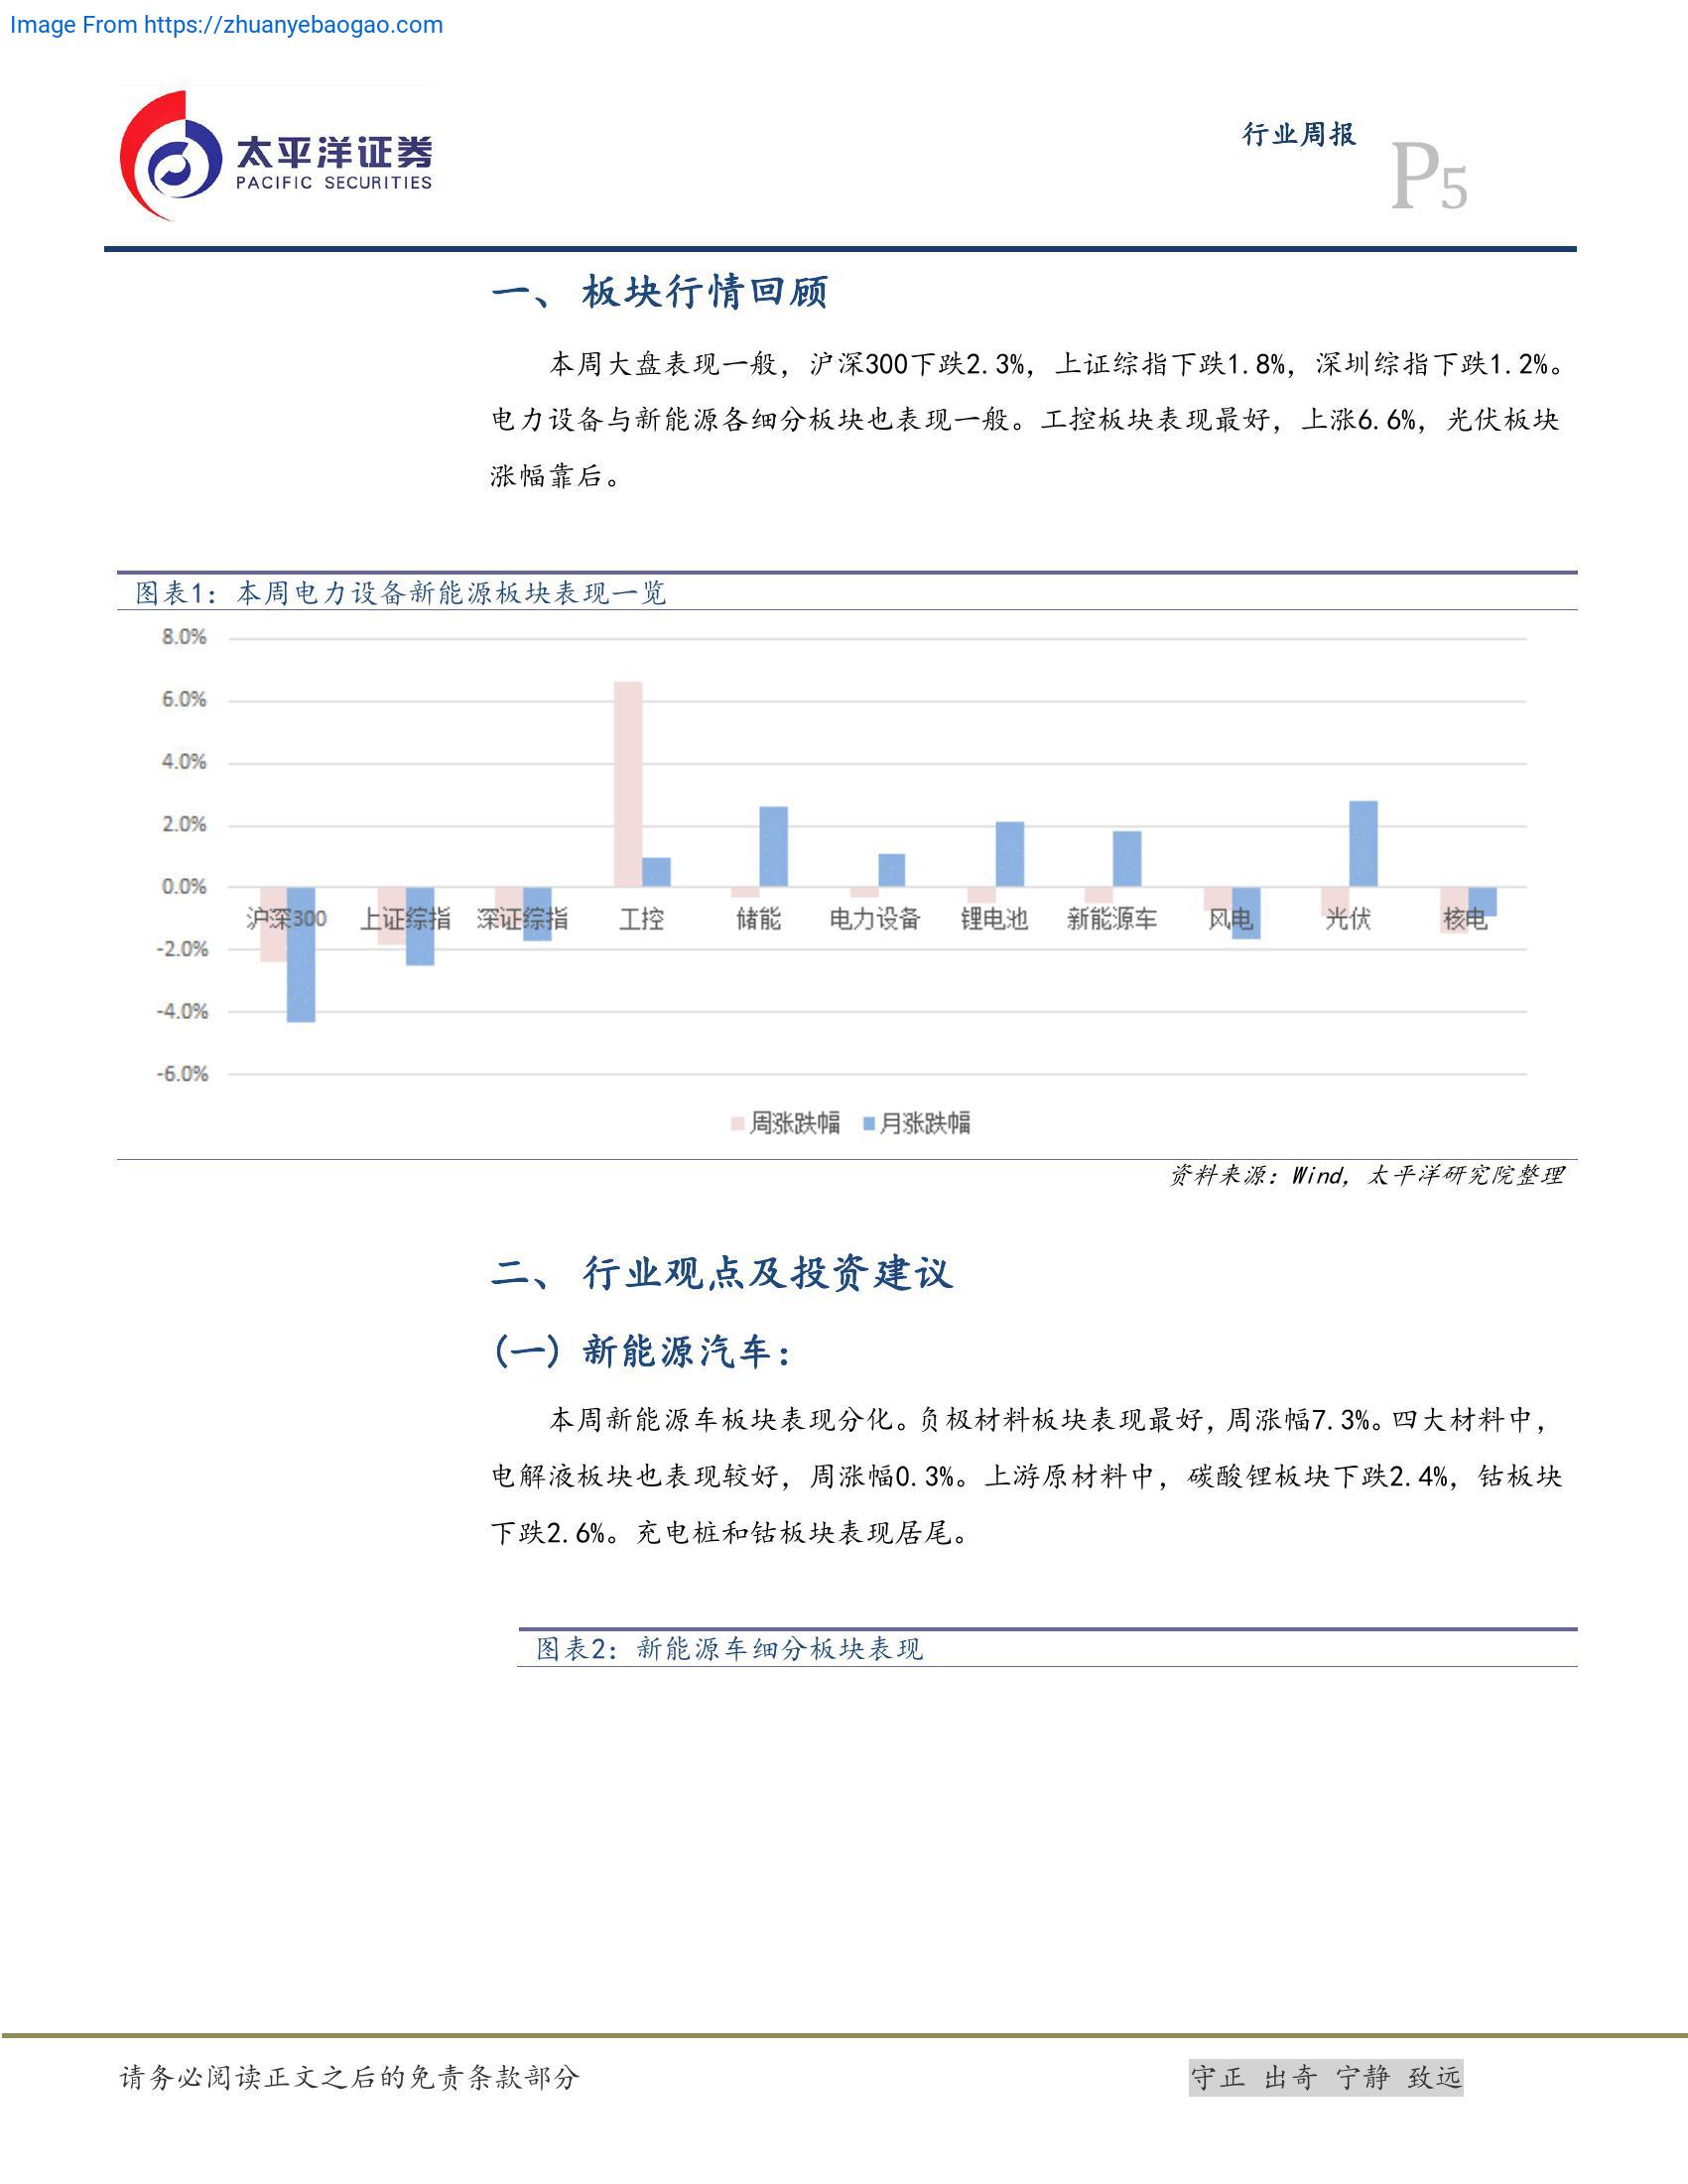 Image From https://zhuanyebaogao.com
太平洋证券
PACIFIC SECURITIES
行业周报
P5
一、 板块行情回顾
本周大盘表现一般，沪深300下跌2.3%，上证综指下跌1.8%，深圳综指下跌1.2%。
电力设备与新能源各细分板块也表现一般。工控板块表现最好，上涨6.6%，光伏板块
涨幅靠后。
图表1：本周电力设备新能源板块表现一览
8.0%
6.0%
4.0%
2.0%
0.0%
沪深300 上证综指 深证综指 工控 储能 电力设备 锂电池 新能源车 风电 光伏 核电
-2.0%
-4.0%
-6.0%
周涨跌幅 月涨跌幅
资料来源：Wind，太平洋研究院整理
二、 行业观点及投资建议
(一) 新能源汽车：
本周新能源车板块表现分化。负极材料板块表现最好，周涨幅7.3%。四大材料中，
电解液板块也表现较好，周涨幅0.3%。上游原材料中，碳酸锂板块下跌2.4%，钴板块
下跌2.6%。充电桩和钴板块表现居尾。
图表2：新能源车细分板块表现
请务必阅读正文之后的免责条款部分
守正 出奇 宁静 致远